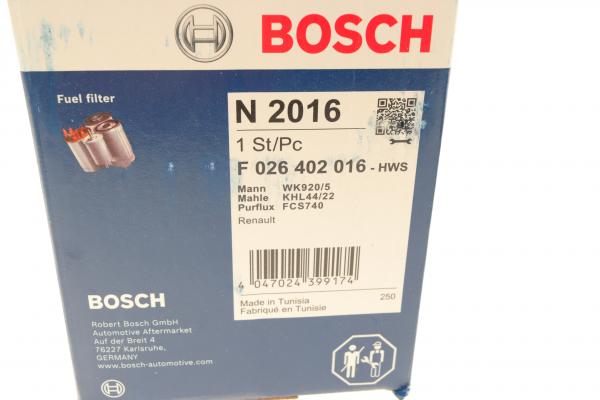 BOSCH
Fuel filter
N 2016
1 St/Pc
F 026 402 016 - HWS
Mann WK920/5
Mahle KHL44/22
Purflux FCS740
Renault
4 047024 399174
Made in Tunisia 250
Fabriqué en Tunisie
BOSCH
Robert Bosch GmbH
Automotive Aftermarket
Auf der Breit 4
76227 Karlsruhe,
GERMANY
www.bosch-automotive.com